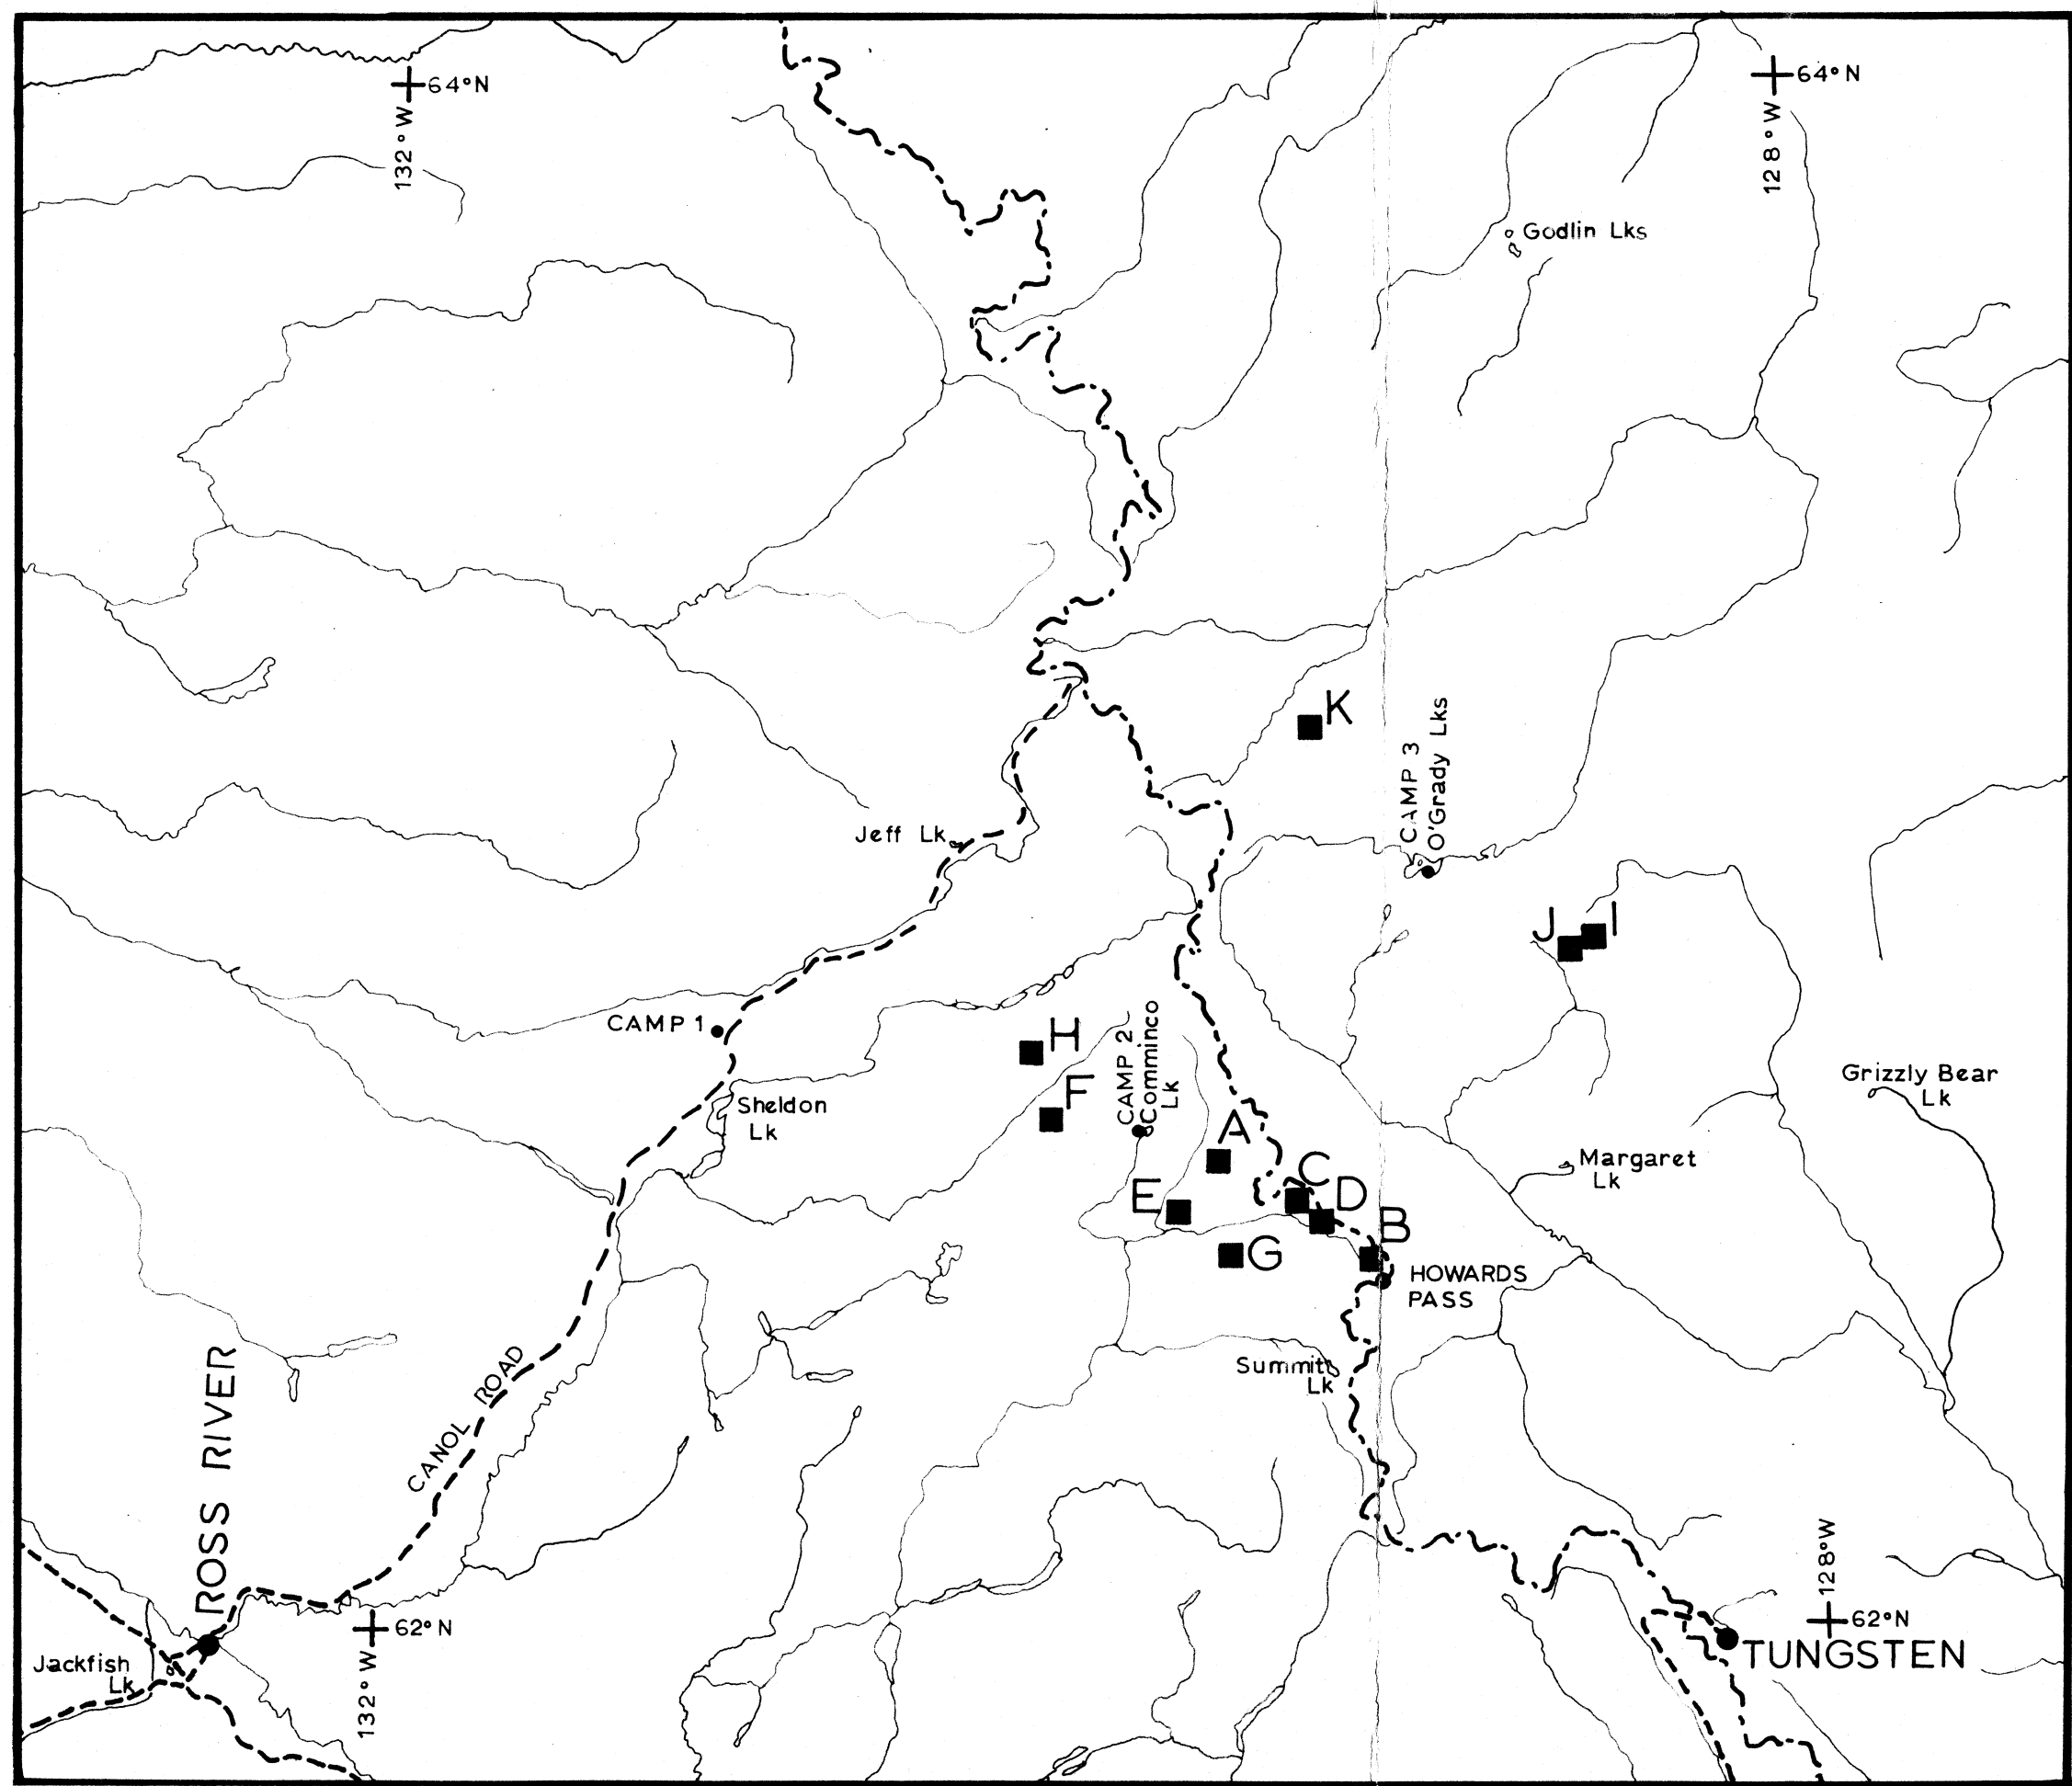 64°N
132°W
64°N
128°W
Godlin Lks
K
CAMP 3
O'Grady Lks
Jeff Lk
J
I
CAMP 1
H
F
CAMP 2
Comminco
Lk
Sheldon
Lk
A
Grizzly Bear
Lk
Margaret
Lk
E
C
D
B
G
HOWARDS
PASS
Summit
Lk
ROSS RIVER
CANOL ROAD
62°N
132°W
128°W
62°N
Jackfish
Lk
TUNGSTEN